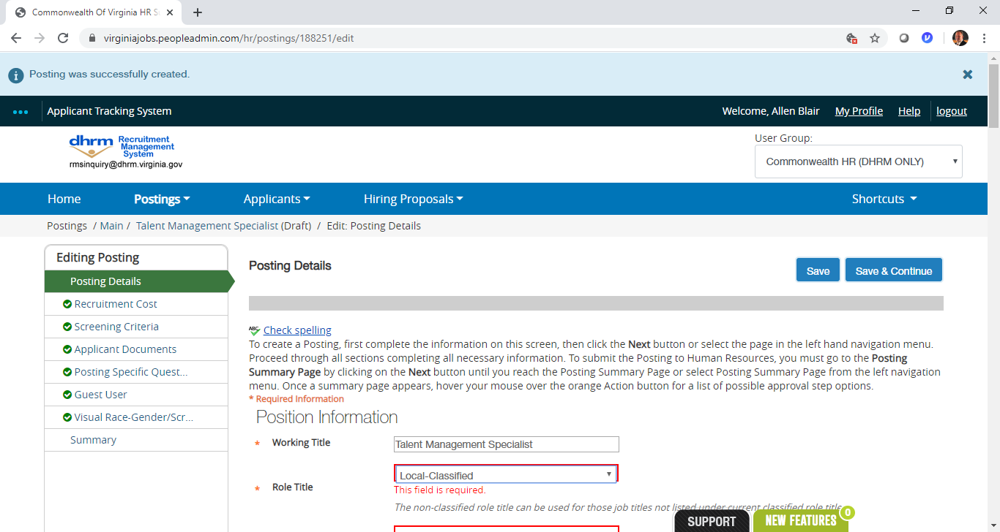 Commonwealth Of Virginia HR S
virginiajobs.peopleadmin.com/hr/postings/188251/edit
Posting was successfully created.
Applicant Tracking System
Welcome, Allen Blair My Profile Help logout
dhrm Recruitment
Management
System
rmsinquiry@dhrm.virginia.gov
User Group:
Commonwealth HR (DHRM ONLY)
Home Postings Applicants Hiring Proposals Shortcuts
Postings / Main / Talent Management Specialist (Draft) / Edit: Posting Details
Editing Posting
Posting Details
Recruitment Cost
Screening Criteria
Applicant Documents
Posting Specific Quest...
Guest User
Visual Race-Gender/Scr...
Summary
Posting Details
Save Save & Continue
ABC Check spelling
To create a Posting, first complete the information on this screen, then click the Next button or select the page in the left hand navigation menu.
Proceed through all sections completing all necessary information. To submit the Posting to Human Resources, you must go to the Posting
Summary Page by clicking on the Next button until you reach the Posting Summary Page or select Posting Summary Page from the left navigation
menu. Once a summary page appears, hover your mouse over the orange Action button for a list of possible approval step options.
* Required Information
Position Information
* Working Title Talent Management Specialist
Local-Classified
* Role Title
This field is required.
The non-classified role title can be used for those job titles not listed under current classified role title
SUPPORT NEW FEATURES 0